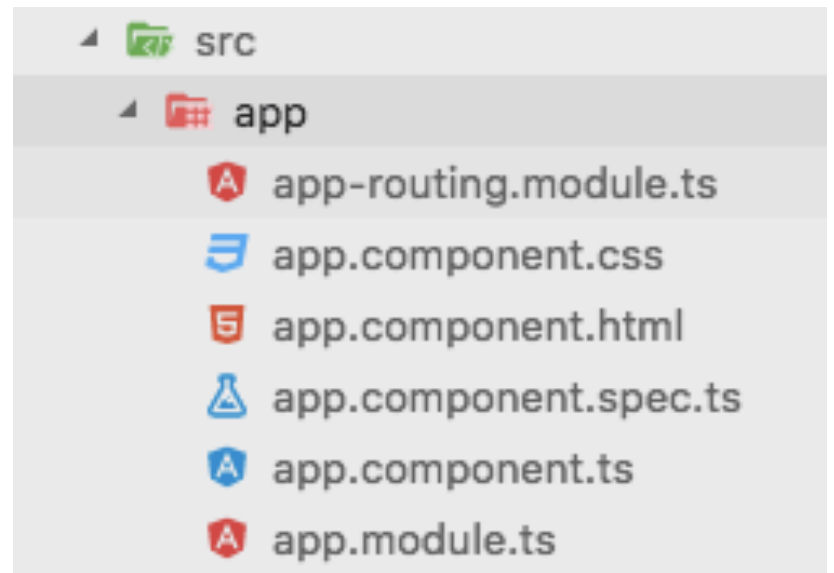 src
app
app-routing.module.ts
app.component.css
app.component.html
app.component.spec.ts
app.component.ts
app.module.ts